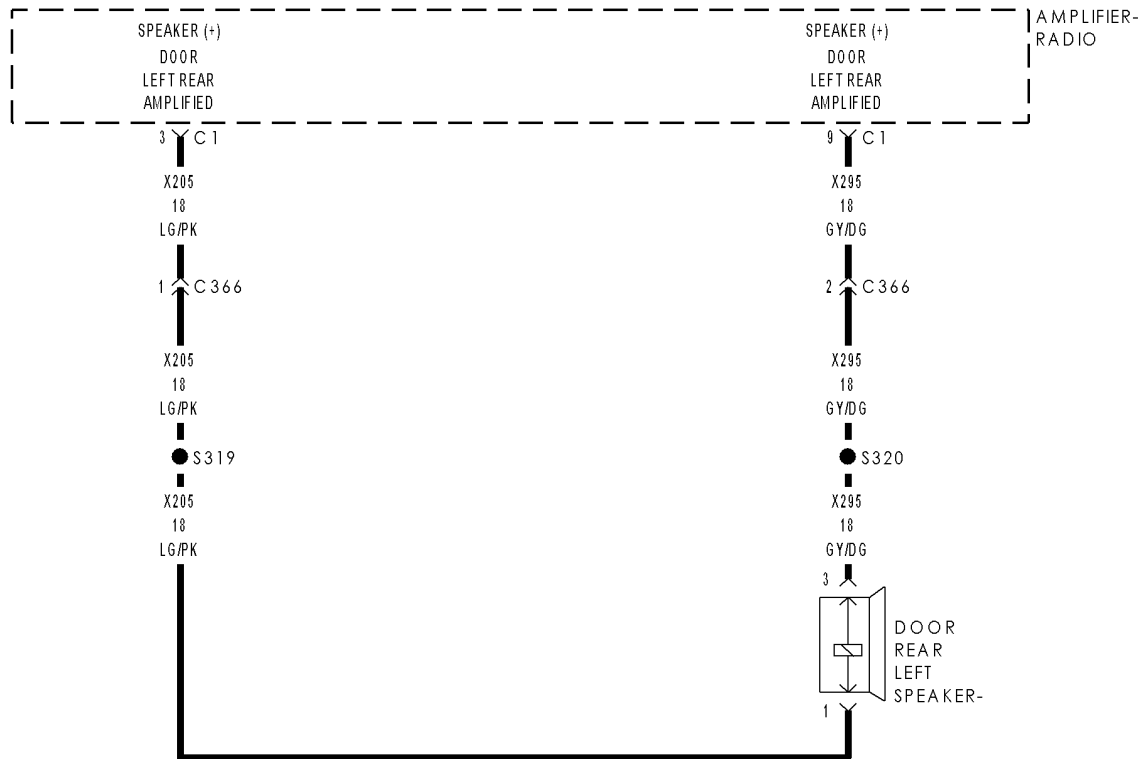 AMPLIFIER-
RADIO
SPEAKER (+)
DOOR
LEFT REAR
AMPLIFIED
SPEAKER (+)
DOOR
LEFT REAR
AMPLIFIED
3 C1
9 C1
X205
18
LG/PK
X295
18
GY/DG
1 C366
2 C366
X205
18
LG/PK
X295
18
GY/DG
S319
S320
X205
18
LG/PK
X295
18
GY/DG
3
DOOR
REAR
LEFT
SPEAKER-
1